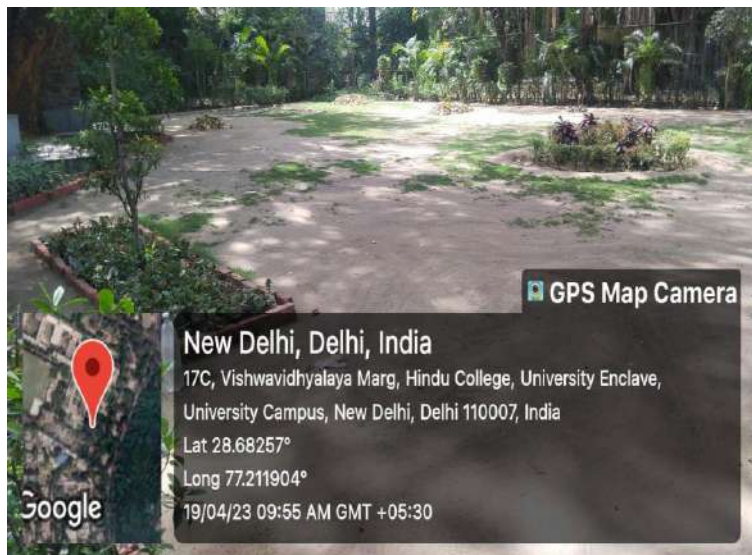 GPS Map Camera
New Delhi, Delhi, India
17C, Vishwavidhyalaya Marg, Hindu College, University Enclave,
University Campus, New Delhi, Delhi 110007, India
Lat 28.68257°
Long 77.211904°
19/04/23 09:55 AM GMT +05:30
Google